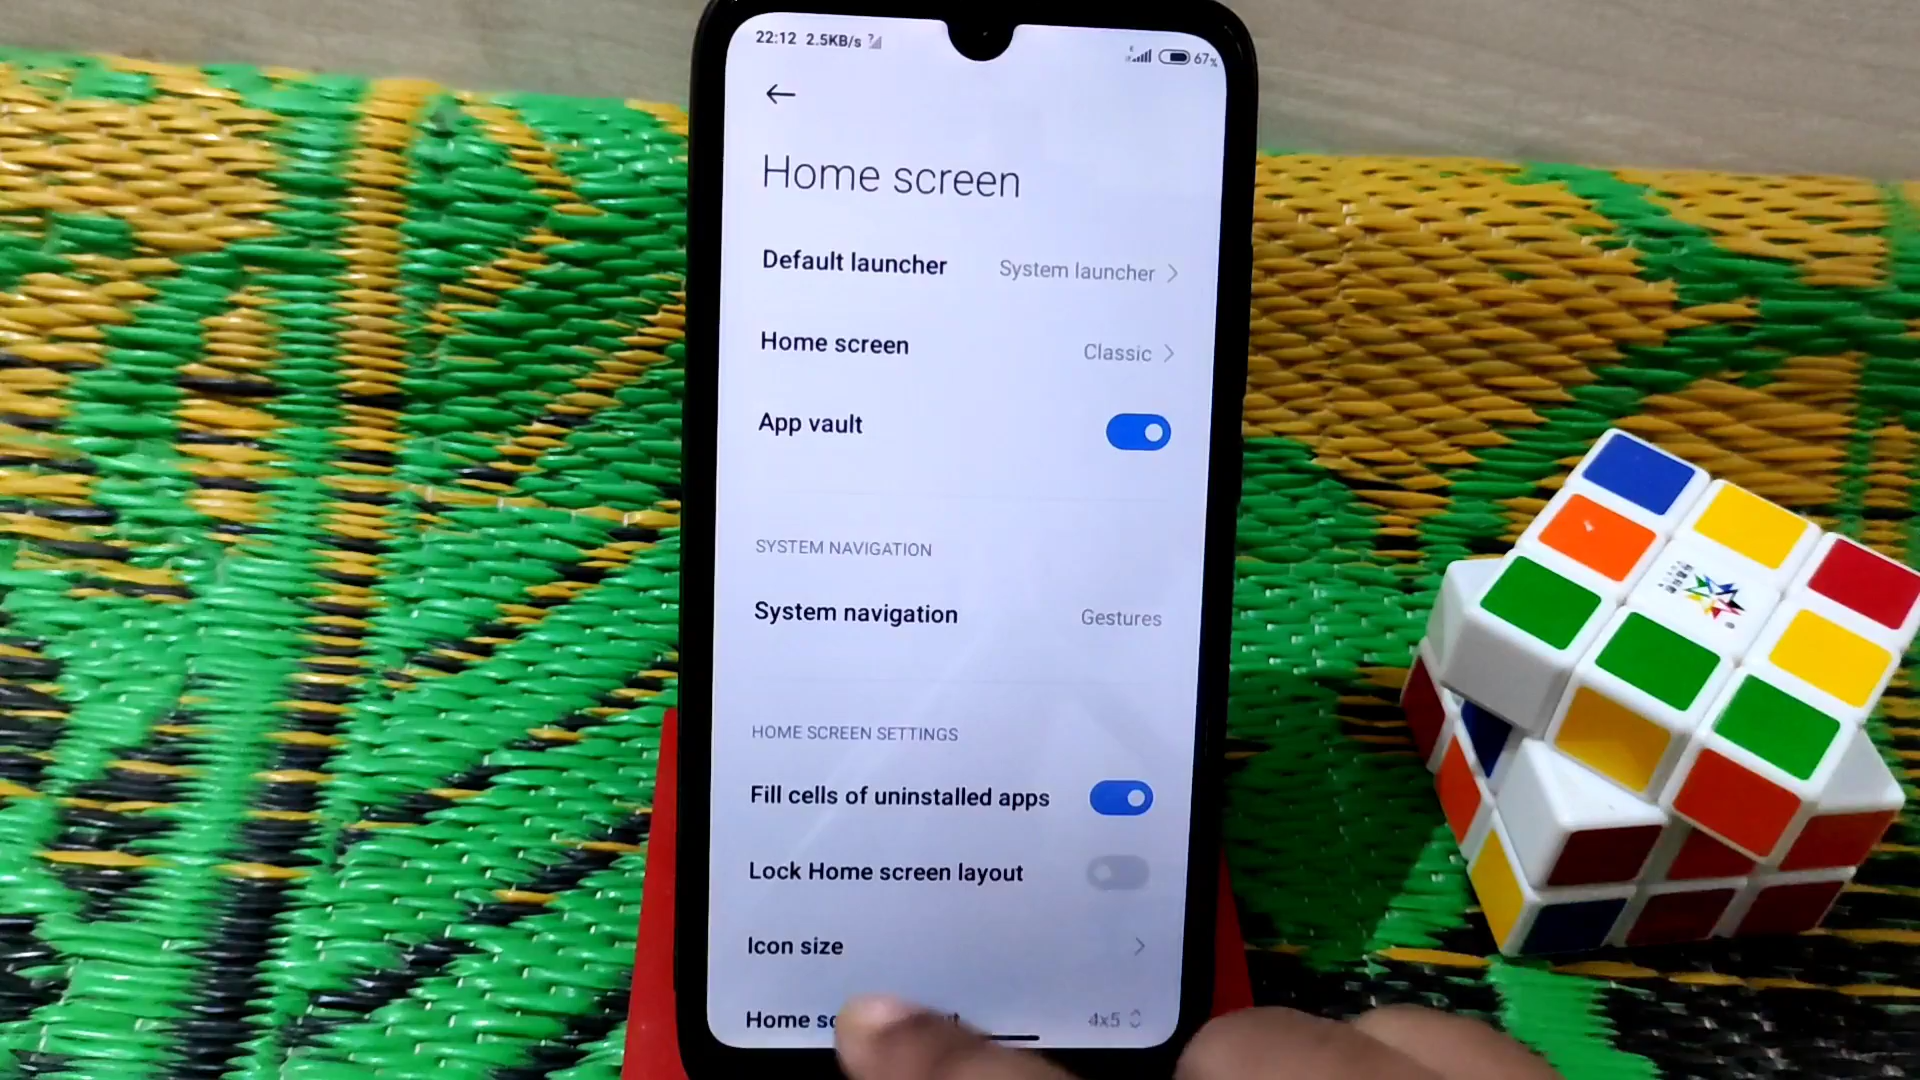 22:12 2.5KB/s
67%
Home screen
Default launcher System launcher
Home screen Classic
App vault
SYSTEM NAVIGATION
System navigation Gestures
HOME SCREEN SETTINGS
Fill cells of uninstalled apps
Lock Home screen layout
Icon size
Home 4x5